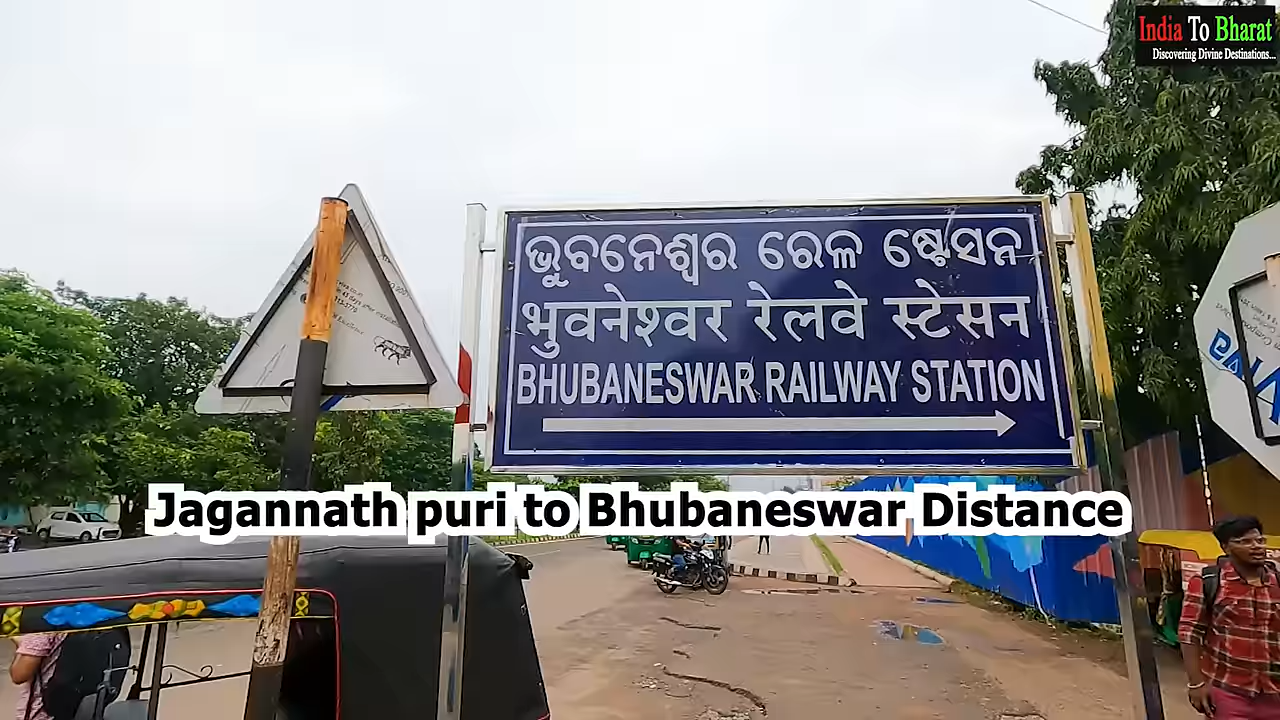 India To Bharat
Discovering Divine Destinations...
ଭୁବନେଶ୍ୱର ରେଳ ଷ୍ଟେସନ
भुवनेश्वर रेलवे स्टेसन
BHUBANESWAR RAILWAY STATION
Jagannath puri to Bhubaneswar Distance